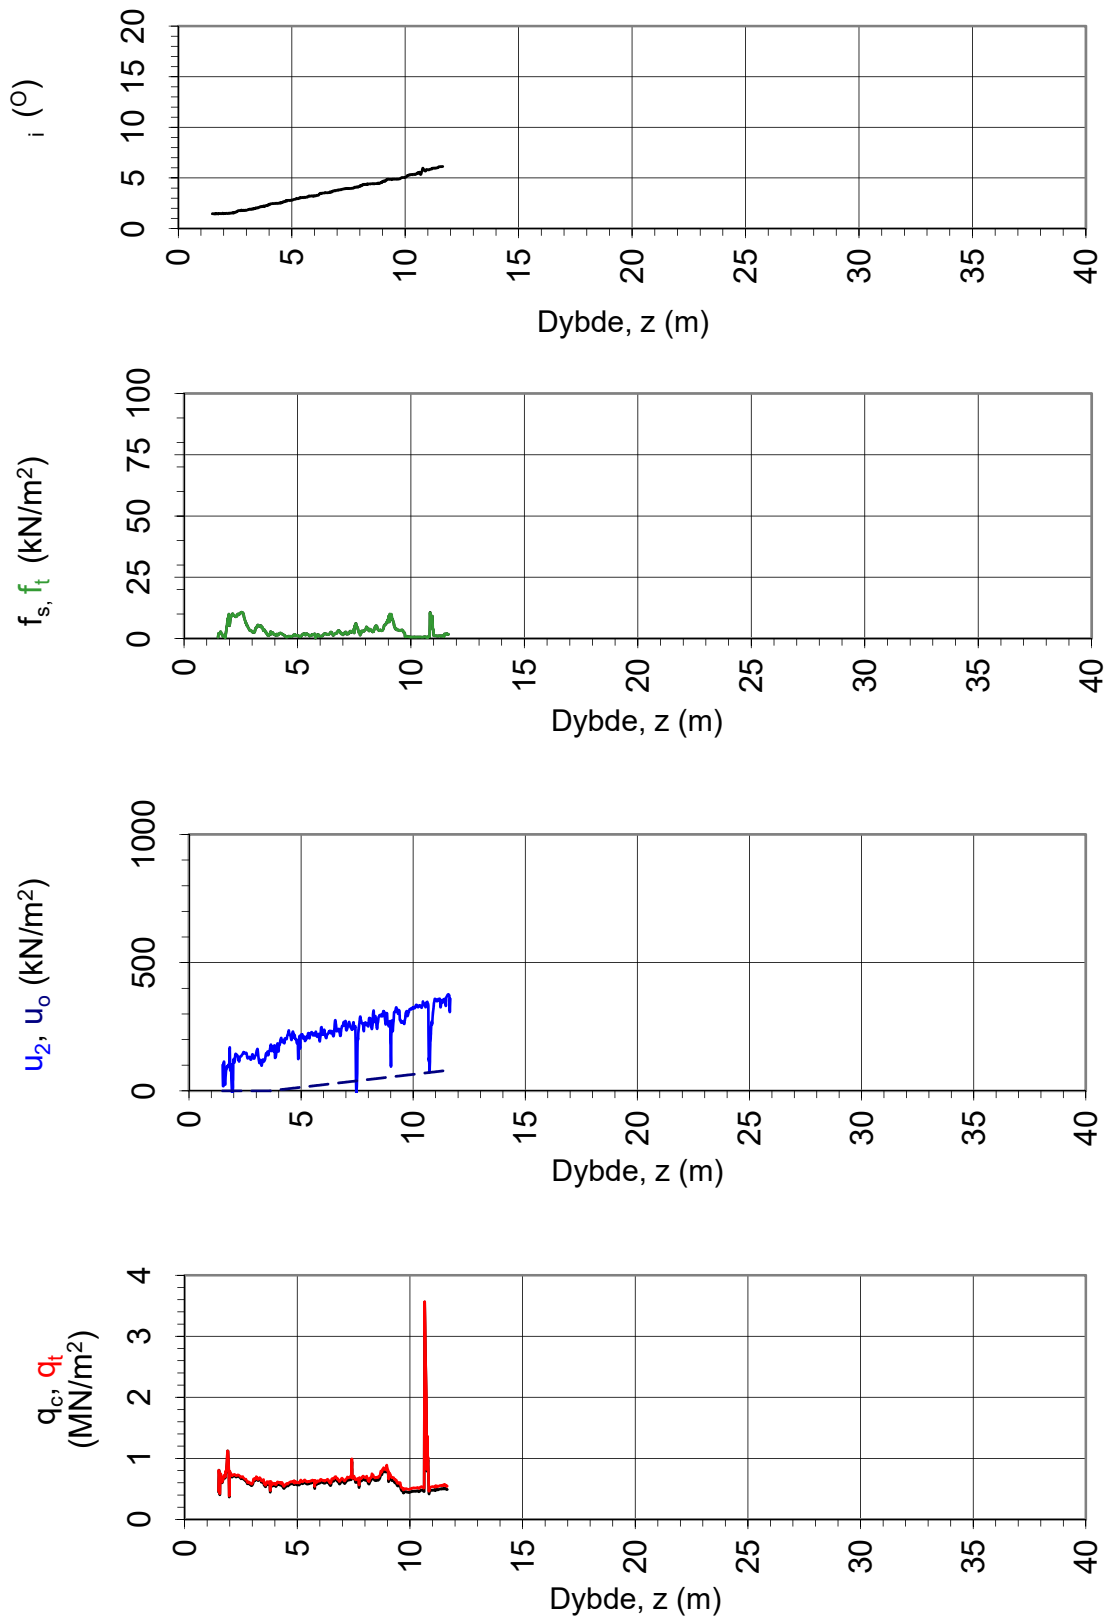 i (O)
20
15
10
5
0
0 5 10 15 20 25 30 35 40
Dybde, z (m)
fs, ft (kN/m2)
100
75
50
25
0
0 5 10 15 20 25 30 35 40
Dybde, z (m)
u2, uo (kN/m2)
1000
500
0
0 5 10 15 20 25 30 35 40
Dybde, z (m)
qc, qt
(MN/m2)
4
3
2
1
0
0 5 10 15 20 25 30 35 40
Dybde, z (m)